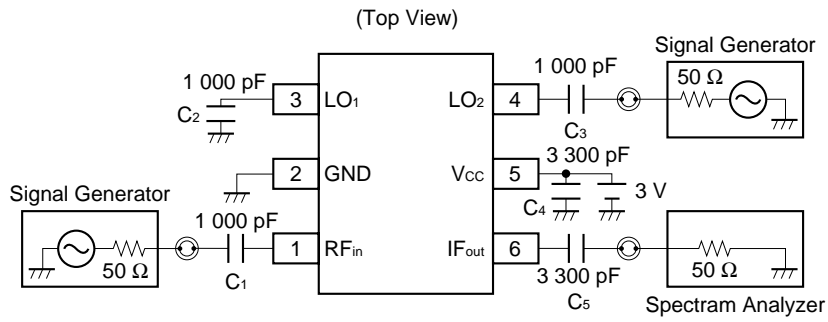 (Top View)
Signal Generator
1 000 pF
1 000 pF
50 Ω
3
LO1
LO2
4
C2
C3
3 300 pF
2
GND
VCC
5
Signal Generator
C4
3 V
1 000 pF
1
RFin
IFout
6
50 Ω
C1
3 300 pF
50 Ω
C5
Spectram Analyzer